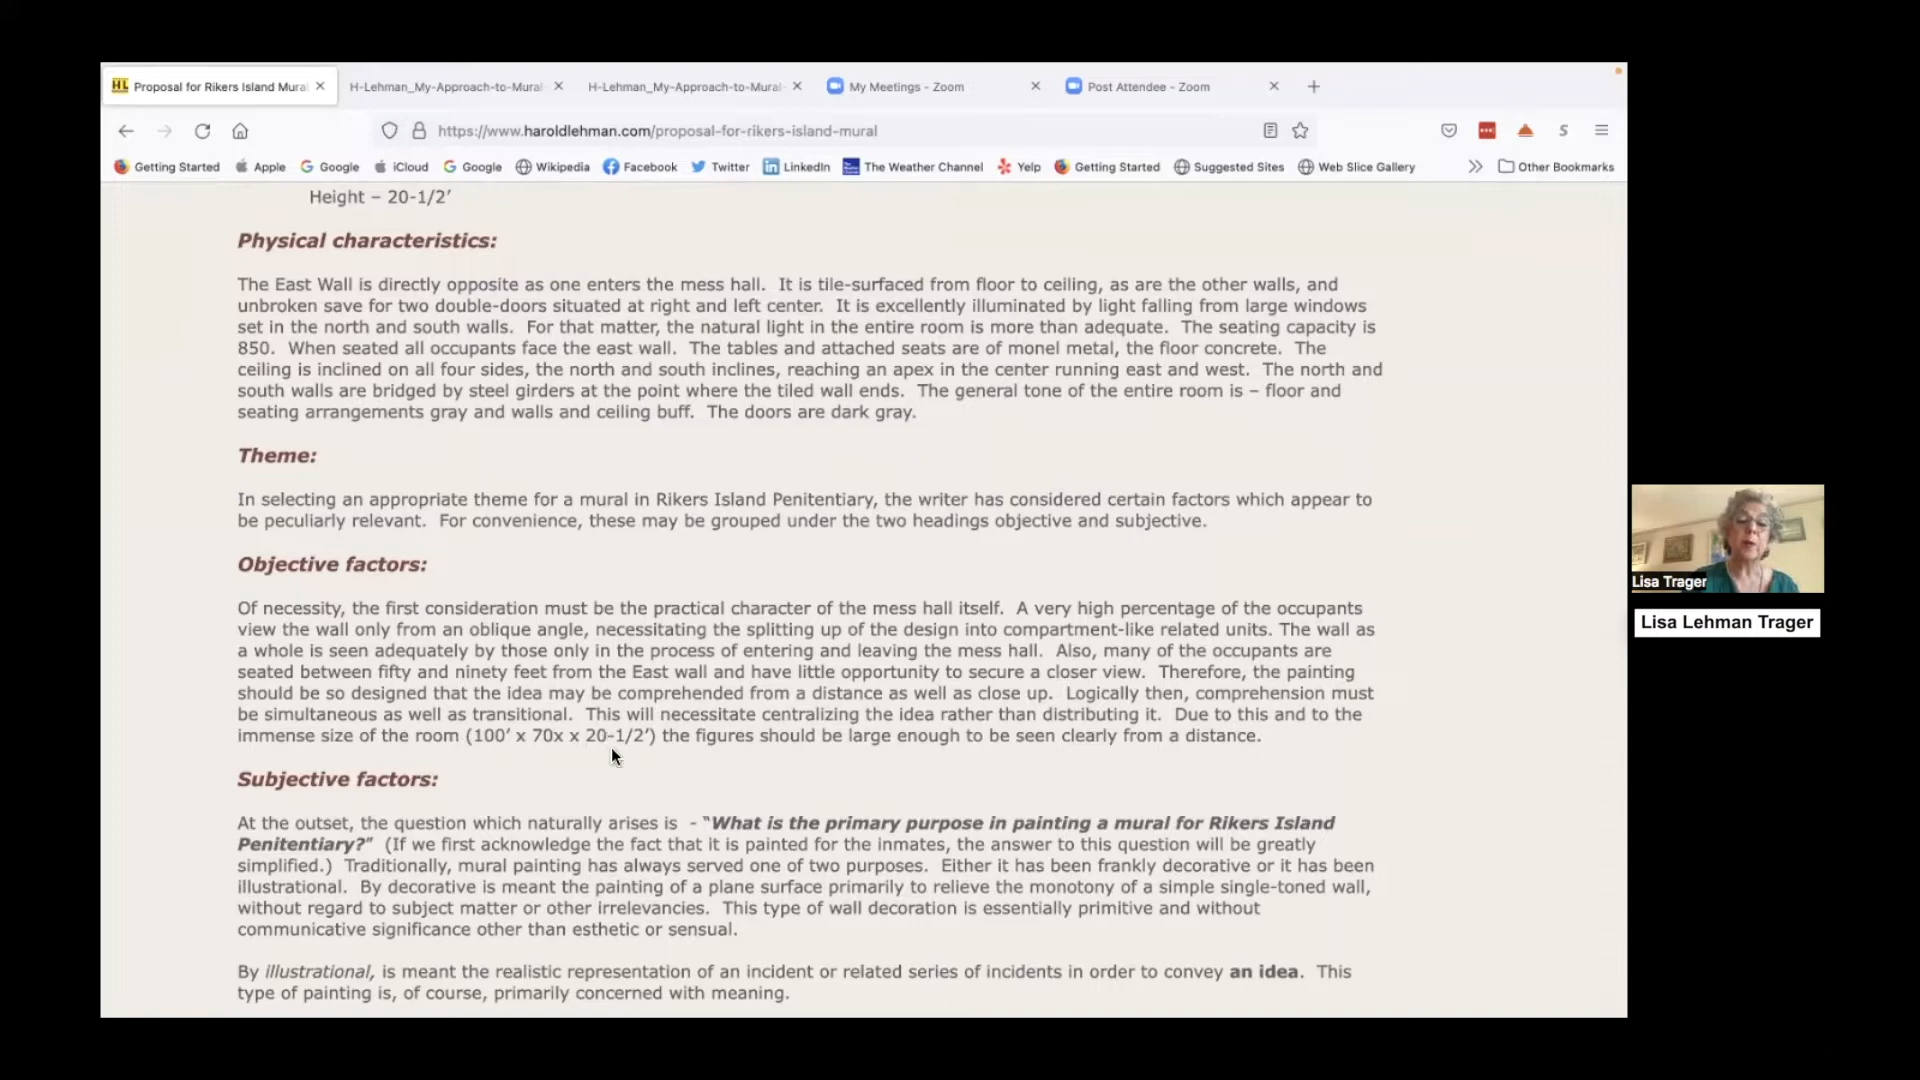 Proposal for Rikers Island Mura
H-Lehman_My-Approach-to-Mural
H-Lehman_My-Approach-to-Mural
My Meetings - Zoom
Post Attendee - Zoom
https://www.haroldlehman.com/proposal-for-rikers-island-mural
Getting Started
Apple
Google
iCloud
Google
Wikipedia
Facebook
Twitter
LinkedIn
The Weather Channel
Yelp
Getting Started
Suggested Sites
Web Slice Gallery
Other Bookmarks
Height – 20-1/2’
Physical characteristics:
The East Wall is directly opposite as one enters the mess hall.  It is tile-surfaced from floor to ceiling, as are the other walls, and
unbroken save for two double-doors situated at right and left center.  It is excellently illuminated by light falling from large windows
set in the north and south walls.  For that matter, the natural light in the entire room is more than adequate.  The seating capacity is
850.  When seated all occupants face the east wall.  The tables and attached seats are of monel metal, the floor concrete.  The
ceiling is inclined on all four sides, the north and south inclines, reaching an apex in the center running east and west.  The north and
south walls are bridged by steel girders at the point where the tiled wall ends.  The general tone of the entire room is – floor and
seating arrangements gray and walls and ceiling buff.  The doors are dark gray.
Theme:
In selecting an appropriate theme for a mural in Rikers Island Penitentiary, the writer has considered certain factors which appear to
be peculiarly relevant.  For convenience, these may be grouped under the two headings objective and subjective.
Objective factors:
Of necessity, the first consideration must be the practical character of the mess hall itself.  A very high percentage of the occupants
view the wall only from an oblique angle, necessitating the splitting up of the design into compartment-like related units. The wall as
a whole is seen adequately by those only in the process of entering and leaving the mess hall.  Also, many of the occupants are
seated between fifty and ninety feet from the East wall and have little opportunity to secure a closer view.  Therefore, the painting
should be so designed that the idea may be comprehended from a distance as well as close up.  Logically then, comprehension must
be simultaneous as well as transitional.  This will necessitate centralizing the idea rather than distributing it.  Due to this and to the
immense size of the room (100’ x 70x x 20-1/2’) the figures should be large enough to be seen clearly from a distance.
Subjective factors:
At the outset, the question which naturally arises is  - “What is the primary purpose in painting a mural for Rikers Island
Penitentiary?”  (If we first acknowledge the fact that it is painted for the inmates, the answer to this question will be greatly
simplified.)  Traditionally, mural painting has always served one of two purposes.  Either it has been frankly decorative or it has been
illustrational.  By decorative is meant the painting of a plane surface primarily to relieve the monotony of a simple single-toned wall,
without regard to subject matter or other irrelevancies.  This type of wall decoration is essentially primitive and without
communicative significance other than esthetic or sensual.
By illustrational, is meant the realistic representation of an incident or related series of incidents in order to convey an idea.  This
type of painting is, of course, primarily concerned with meaning.
Lisa Trager
Lisa Lehman Trager